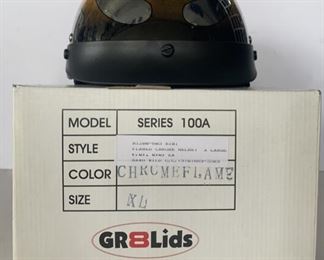 MODEL SERIES 100A
STYLE
COLOR CHROMEFLAME
SIZE XL
GR8Lids